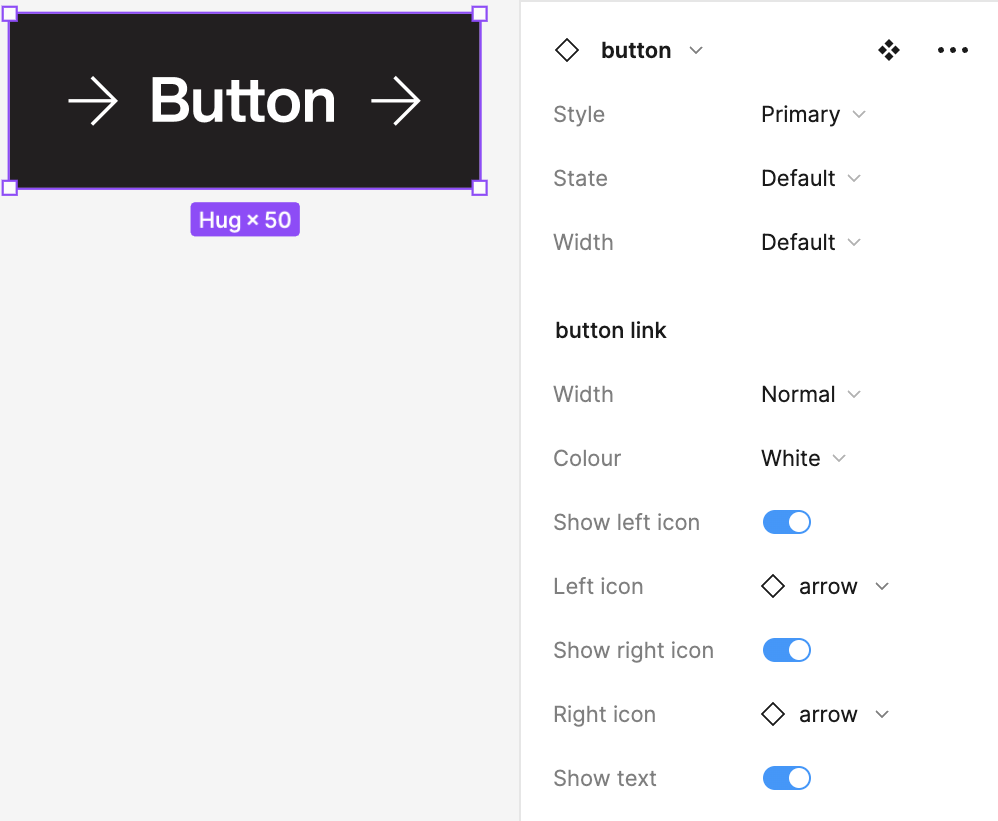 Button
Hug × 50
button
Style Primary
State Default
Width Default
button link
Width Normal
Colour White
Show left icon
Left icon arrow
Show right icon
Right icon arrow
Show text